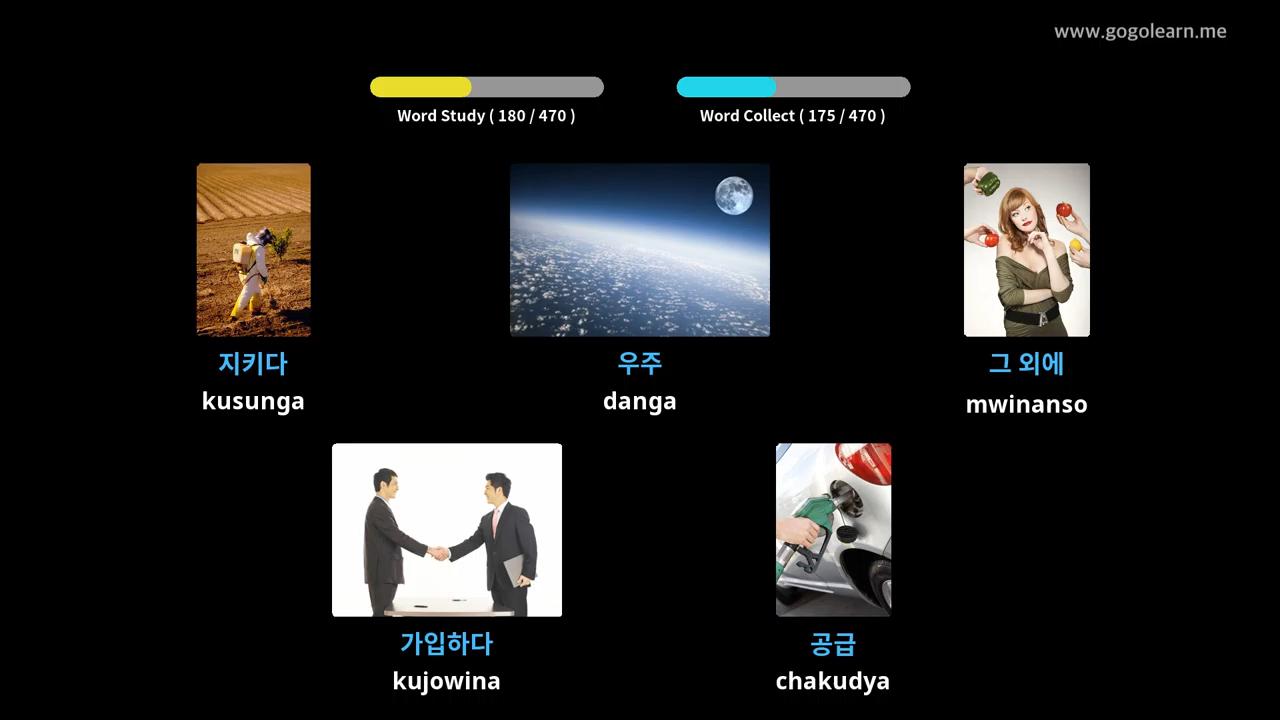 www.gogolearn.me
Word Study ( 180 / 470 )
Word Collect ( 175 / 470 )
지키다
kusunga
우주
danga
그 외에
mwinanso
가입하다
kujowina
공급
chakudya